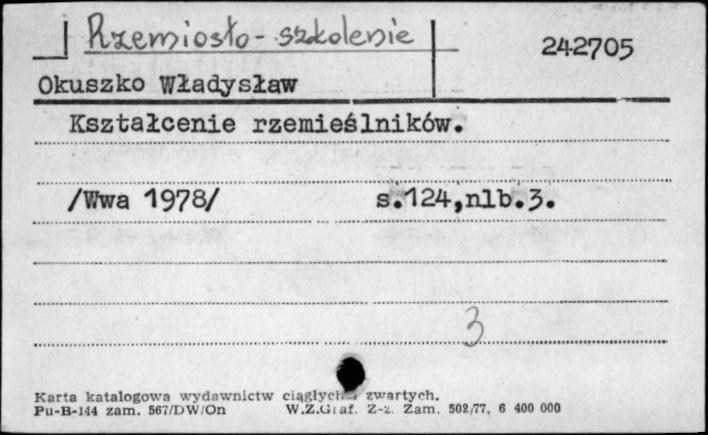 Rzemiosło - szkolenie
242705
Okuszko Władysław
Kształcenie rzemieślników.
/Wwa 1978/ s.124,nlb.3.
3
Karta katalogowa wydawnictw ciągłych i zwartych.
Pu-B-144 zam. 567/DW/On W.Z.Graf. Z-z. Zam. 502/77. 6 400 000